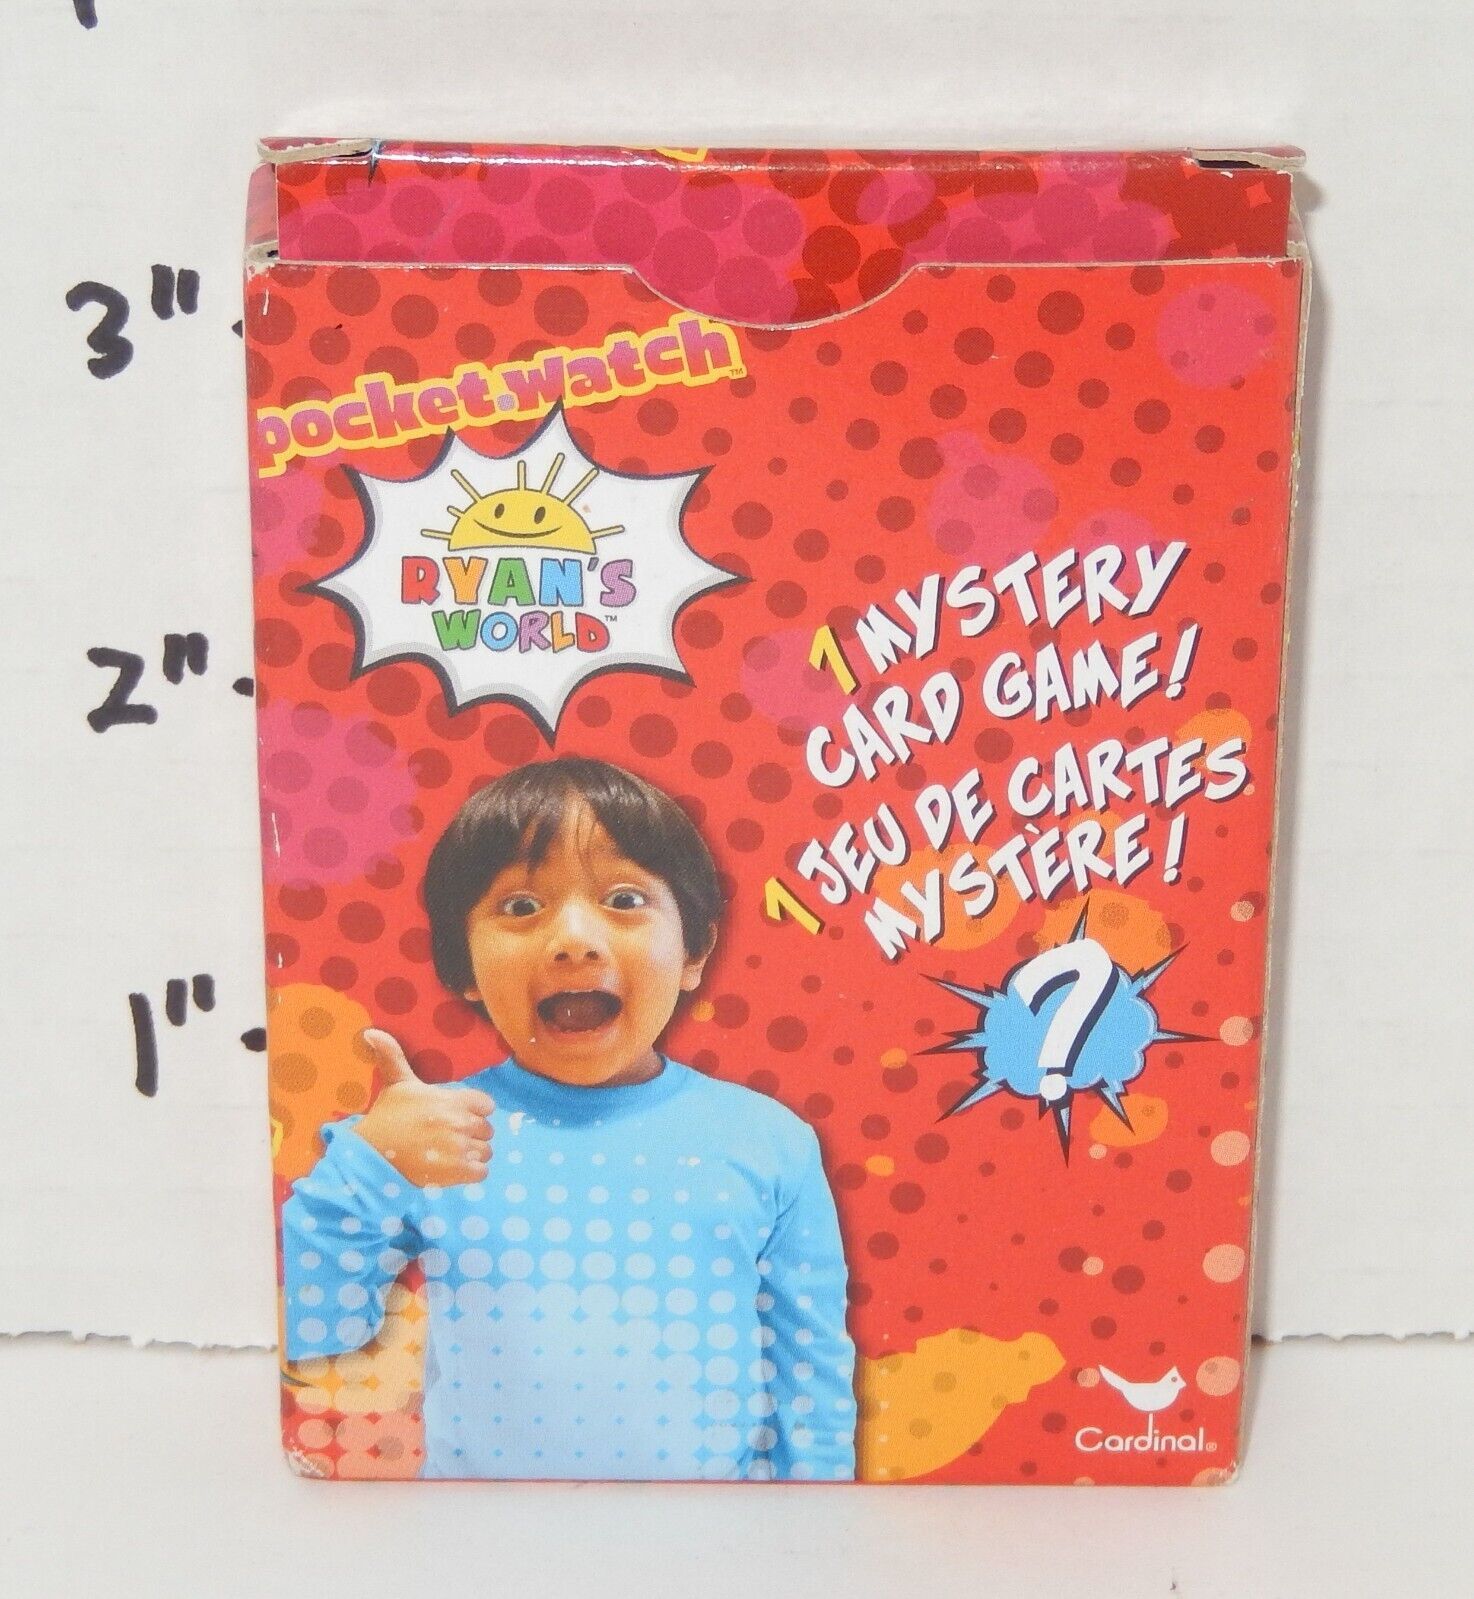 3"
2"
1"
pocket.watch™
RYAN'S
WORLD™
1 MYSTERY
CARD GAME!
1 JEU DE CARTES
MYSTÈRE!
?
Cardinal®